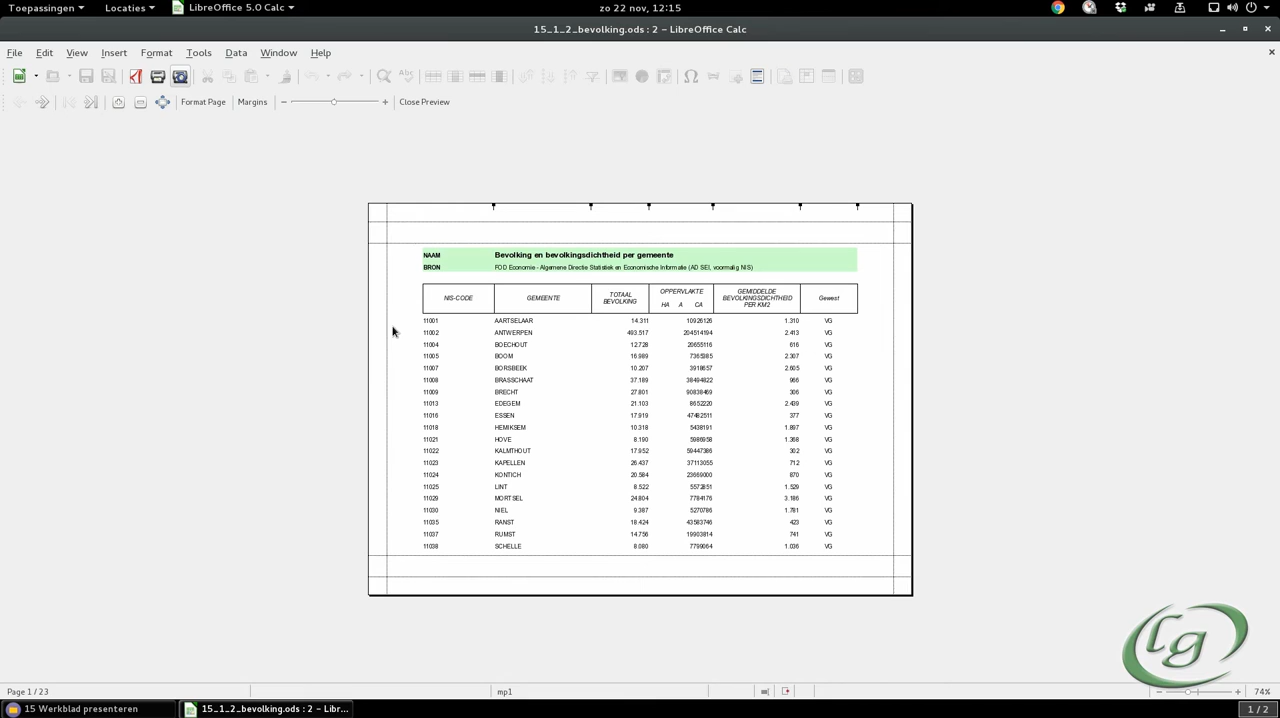 Toepassingen Locaties LibreOffice 5.0 Calc zo 22 nov, 12:15
15_1_2_bevolking.ods : 2 – LibreOffice Calc
File Edit View Insert Format Tools Data Window Help
Format Page Margins Close Preview
NAAM Bevolking en bevolkingsdichtheid per gemeente
BRON FOD Economie - Algemene Directie Statistiek en Economische Informatie (AD SEI, voormalig NIS)
NIS-CODE GEMEENTE TOTAAL BEVOLKING OPPERVLAKTE HA A CA GEMIDDELDE BEVOLKINGSDICHTHEID PER KM2 Gewest
11001 AARTSELAAR 14.311 10926126 1.310 VG
11002 ANTWERPEN 493.517 204514194 2.413 VG
11004 BOECHOUT 12.728 20655116 616 VG
11005 BOOM 16.989 7365385 2.307 VG
11007 BORSBEEK 10.207 3918657 2.605 VG
11008 BRASSCHAAT 37.189 38494822 966 VG
11009 BRECHT 27.801 90838469 306 VG
11013 EDEGEM 21.103 8652220 2.439 VG
11016 ESSEN 17.919 47482511 377 VG
11018 HEMIKSEM 10.318 5438191 1.897 VG
11021 HOVE 8.190 5986958 1.368 VG
11022 KALMTHOUT 17.952 59447386 302 VG
11023 KAPELLEN 26.437 37113055 712 VG
11024 KONTICH 20.584 23669000 870 VG
11025 LINT 8.522 5572851 1.529 VG
11029 MORTSEL 24.804 7784176 3.186 VG
11030 NIEL 9.387 5270786 1.781 VG
11035 RANST 18.424 43583746 423 VG
11037 RUMST 14.756 19903814 741 VG
11038 SCHELLE 8.080 7799064 1.036 VG
cg
Page 1 / 23 mp1 74%
15 Werkblad presenteren 15_1_2_bevolking.ods : 2 – LibreOffice Calc 1 / 2